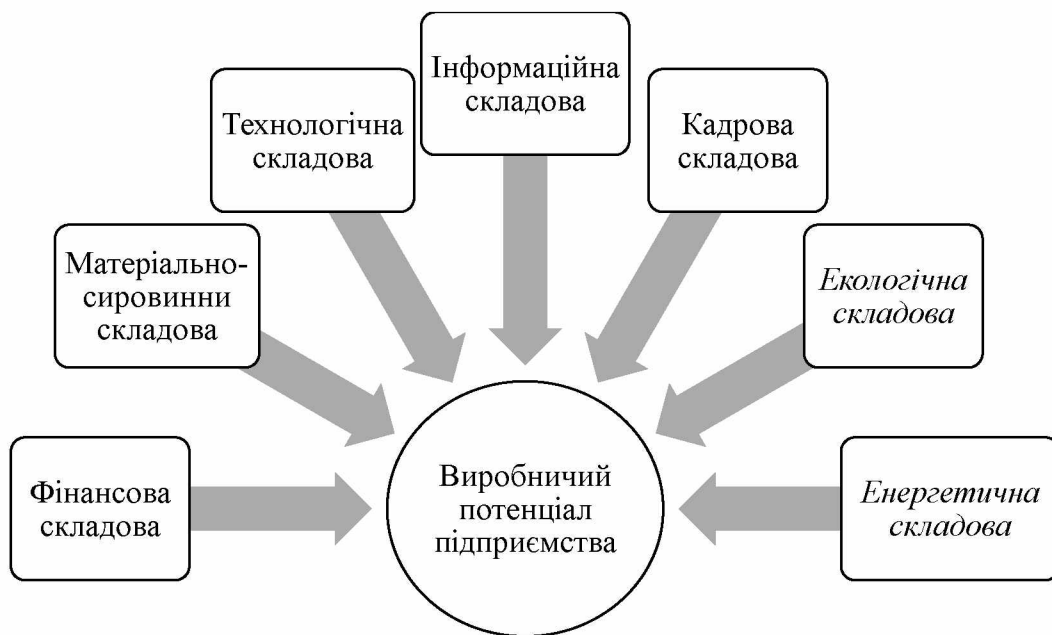 Інформаційна
складова
Технологічна
складова
Кадрова
складова
Матеріально-
сировинни
складова
Екологічна
складова
Фінансова
складова
Виробничий
потенціал
підприємства
Енергетична
складова